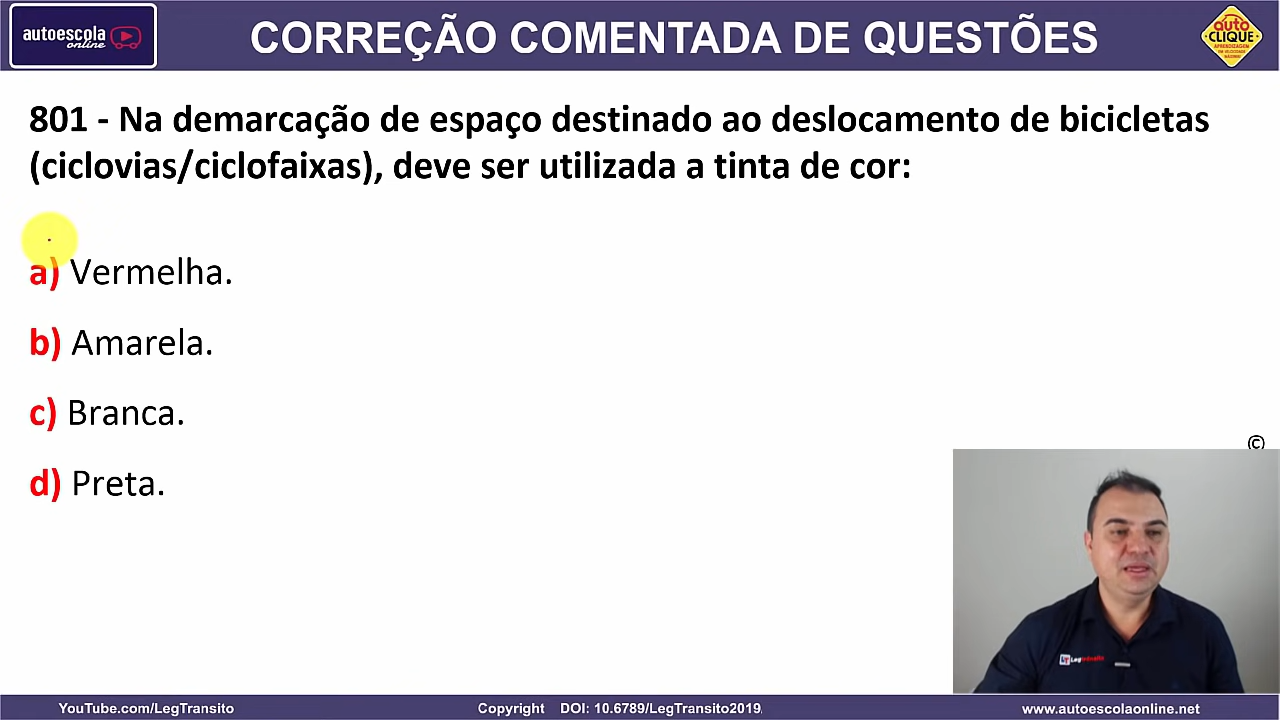 autoescola
online
CORREÇÃO COMENTADA DE QUESTÕES
auto
CLIQUE
APRENDIZAGEM
801 - Na demarcação de espaço destinado ao deslocamento de bicicletas
(ciclovias/ciclofaixas), deve ser utilizada a tinta de cor:
a) Vermelha.
b) Amarela.
c) Branca.
d) Preta.
©
Legtrânsito
YouTube.com/LegTransito Copyright DOI: 10.6789/LegTransito2019 www.autoescolaonline.net